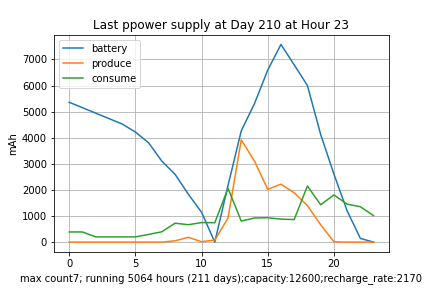 Last ppower supply at Day 210 at Hour 23
battery
produce
consume
mAh
7000
6000
5000
4000
3000
2000
1000
0
0 5 10 15 20
max count7; running 5064 hours (211 days);capacity:12600;recharge_rate:2170